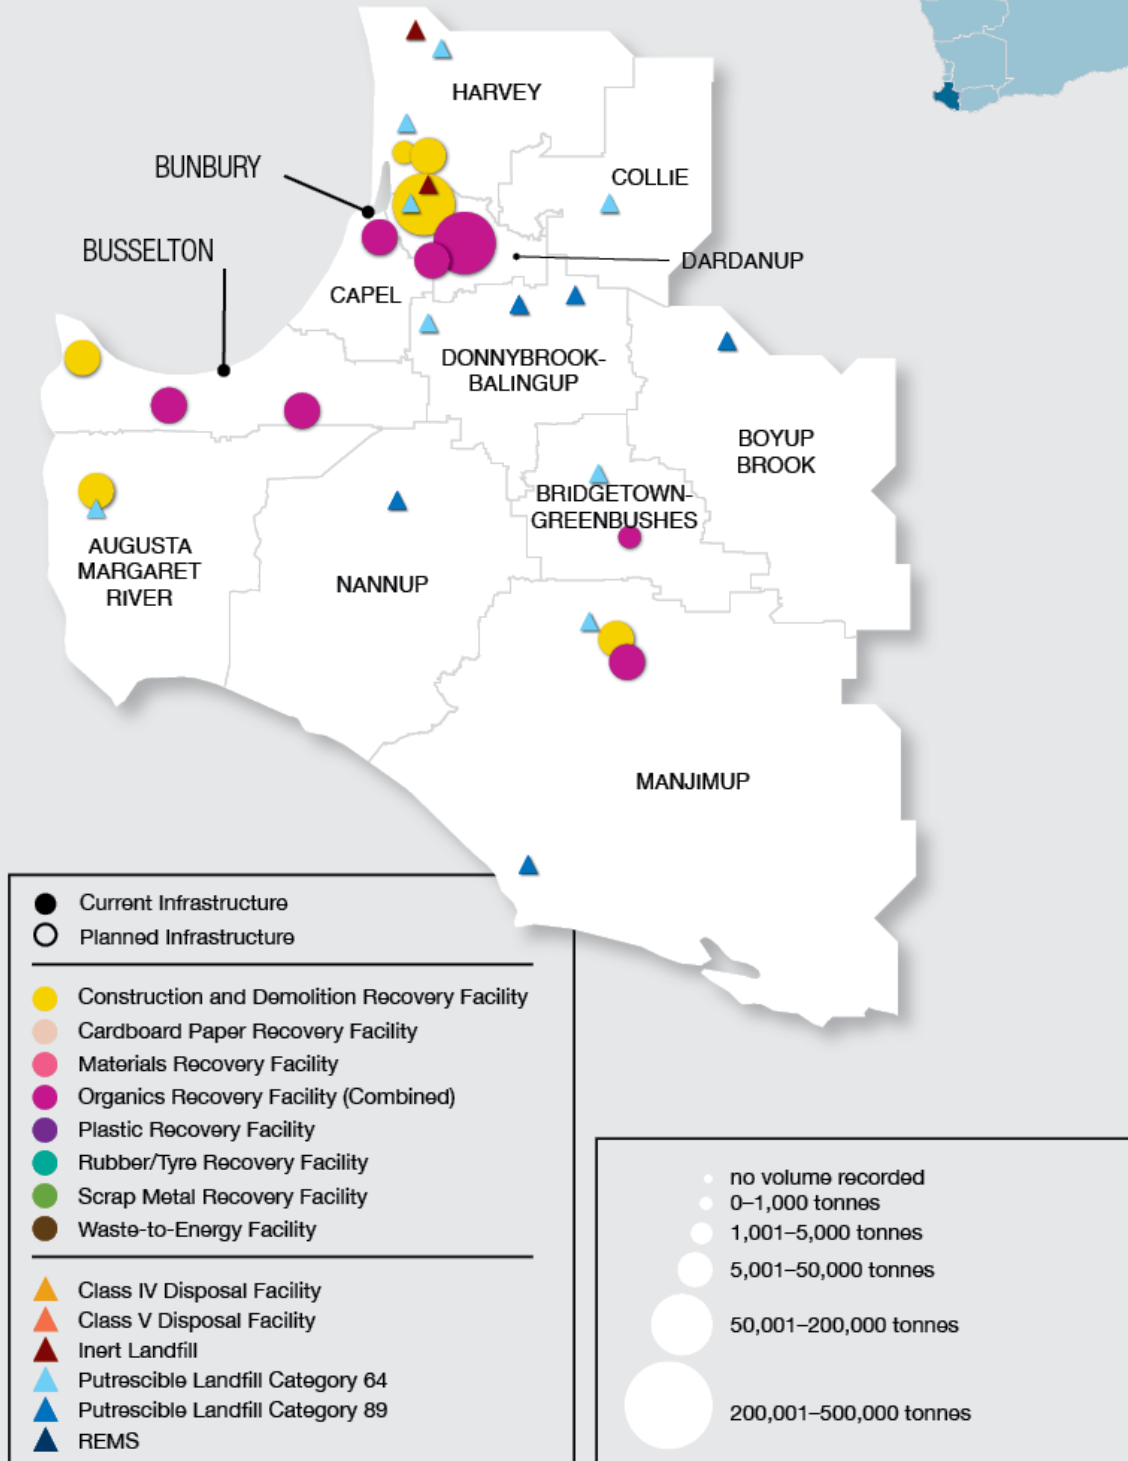 HARVEY
BUNBURY
COLLIE
BUSSELTON
DARDANUP
CAPEL
DONNYBROOK-
BALINGUP
BOYUP
BROOK
BRIDGETOWN-
GREENBUSHES
AUGUSTA
MARGARET
RIVER
NANNUP
MANJIMUP
Current Infrastructure
Planned Infrastructure
Construction and Demolition Recovery Facility
Cardboard Paper Recovery Facility
Materials Recovery Facility
Organics Recovery Facility (Combined)
Plastic Recovery Facility
Rubber/Tyre Recovery Facility
Scrap Metal Recovery Facility
Waste-to-Energy Facility
Class IV Disposal Facility
Class V Disposal Facility
Inert Landfill
Putrescible Landfill Category 64
Putrescible Landfill Category 89
REMS
no volume recorded
0–1,000 tonnes
1,001–5,000 tonnes
5,001–50,000 tonnes
50,001–200,000 tonnes
200,001–500,000 tonnes